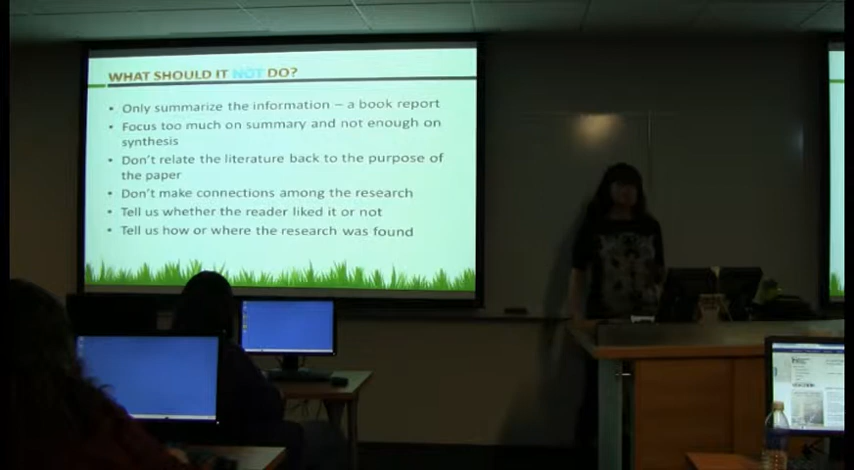 WHAT SHOULD IT NOT DO?
• Only summarize the information – a book report
• Focus too much on summary and not enough on
synthesis
• Don't relate the literature back to the purpose of
the paper
• Don't make connections among the research
• Tell us whether the reader liked it or not
• Tell us how or where the research was found